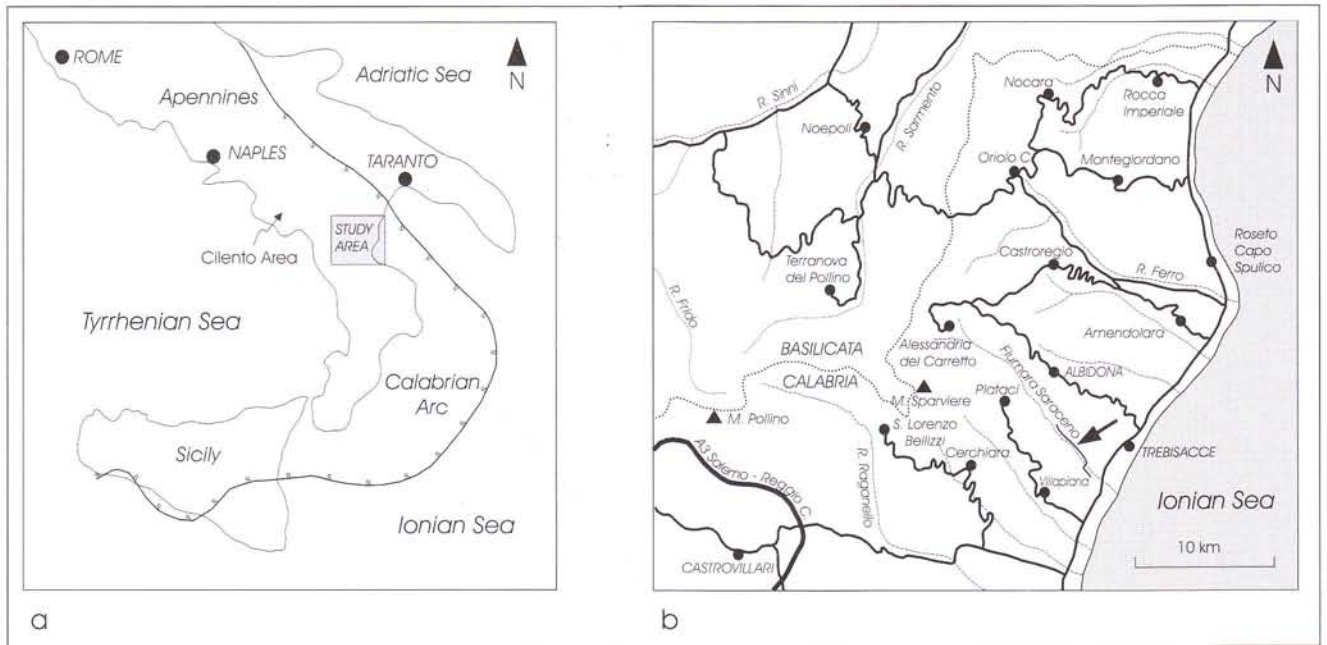 ROME
Adriatic Sea
N
Apennines
NAPLES
TARANTO
STUDY
AREA
Cilento Area
Tyrrhenian Sea
Calabrian
Arc
Sicily
Ionian Sea
a
N
R. Sinni
Nocara
Rocca
Imperiale
R. Sarmento
Noepoli
Oriolo C.
Montegiordano
Roseto
Capo
Spulico
Castroregio
R. Ferro
Terranova
del Pollino
R. Frido
Amendolara
Alessandria
del Carretto
BASILICATA
Fiumara Saraceno
ALBIDONA
CALABRIA
M. Sparviere
Plataci
M. Pollino
S. Lorenzo
Bellizzi
TREBISACCE
A3 Salerno - Reggio C.
R. Raganello
Cerchiara
Villapiana
Ionian Sea
10 km
CASTROVILLARI
b